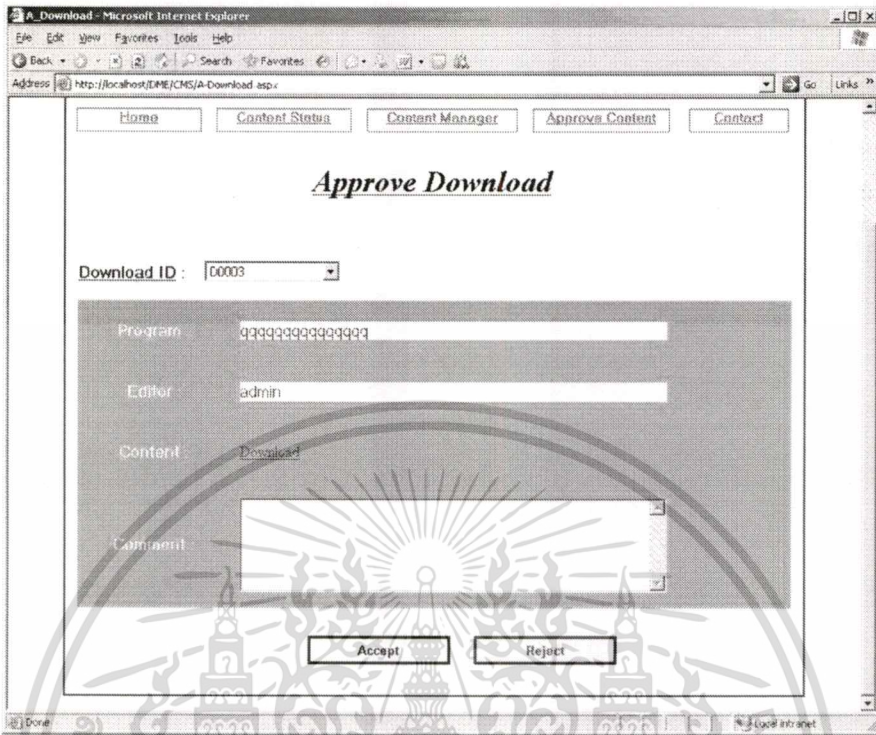 A_Download - Microsoft Internet Explorer
File Edit View Favorites Tools Help
Back Search Favorites
Address http://localhost/DME/CMS/A-Download.aspx Go Links »
Home Content Status Content Manager Approve Content Contact
Approve Download
Download ID : D0003
Program qqqqqqqqqqqqqqq
Editor admin
Content : Download
Comment
Accept Reject
Done Local intranet